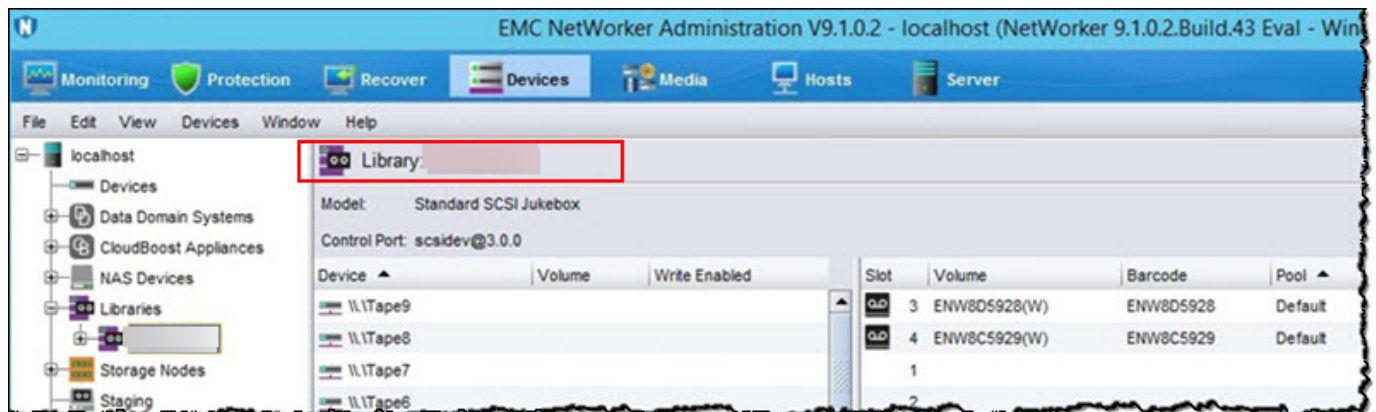 N EMC NetWorker Administration V9.1.0.2 - localhost (NetWorker 9.1.0.2.Build.43 Eval - Win
Monitoring Protection Recover Devices Media Hosts Server
File Edit View Devices Window Help
localhost
Devices
Data Domain Systems
CloudBoost Appliances
NAS Devices
Libraries
Storage Nodes
Staging
Library:
Model: Standard SCSI Jukebox
Control Port: scsidev@3.0.0
Device Volume Write Enabled
\\.\Tape9
\\.\Tape8
\\.\Tape7
\\.\Tape6
Slot Volume Barcode Pool
3 ENW8D5928(W) ENW8D5928 Default
4 ENW8C5929(W) ENW8C5929 Default
1
2